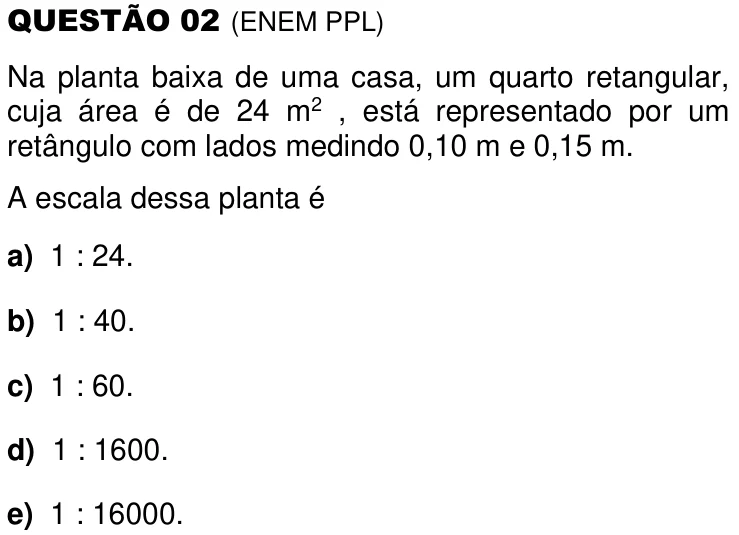 QUESTÃO 02 (ENEM PPL)
Na planta baixa de uma casa, um quarto retangular,
cuja área é de 24 m² , está representado por um
retângulo com lados medindo 0,10 m e 0,15 m.
A escala dessa planta é
a) 1 : 24.
b) 1 : 40.
c) 1 : 60.
d) 1 : 1600.
e) 1 : 16000.